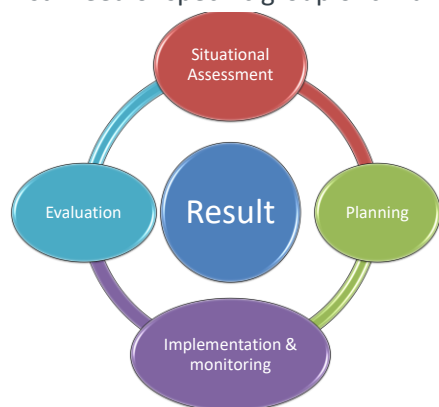 Situational
Assessment
Evaluation
Result
Planning
Implementation &
monitoring